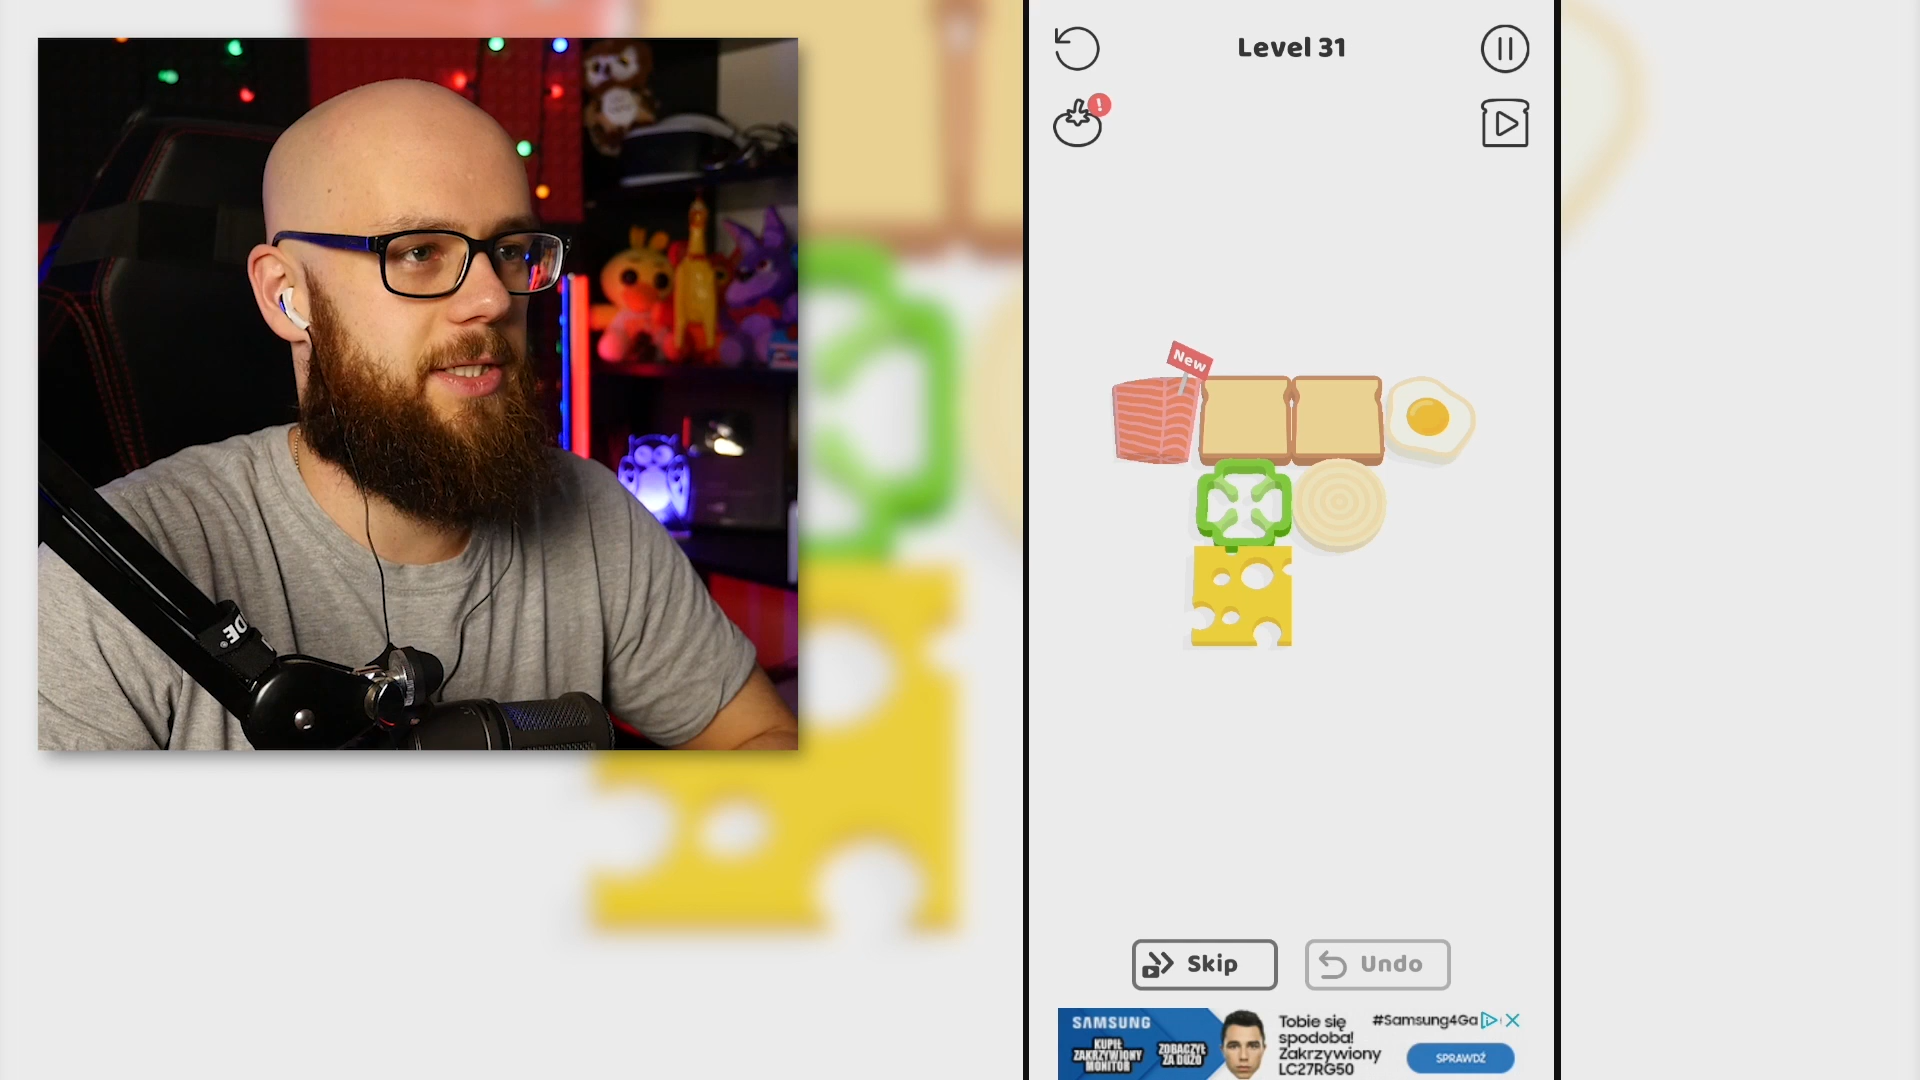 Level 31
!
New
DE
Skip
Undo
SAMSUNG
KUPIŁ
ZAKRZYWIONY
MONITOR
ZOBACZYŁ
ZA DUŻO
Tobie się
spodoba!
Zakrzywiony
LC27RG50
#Samsung4Ga
SPRAWDŹ